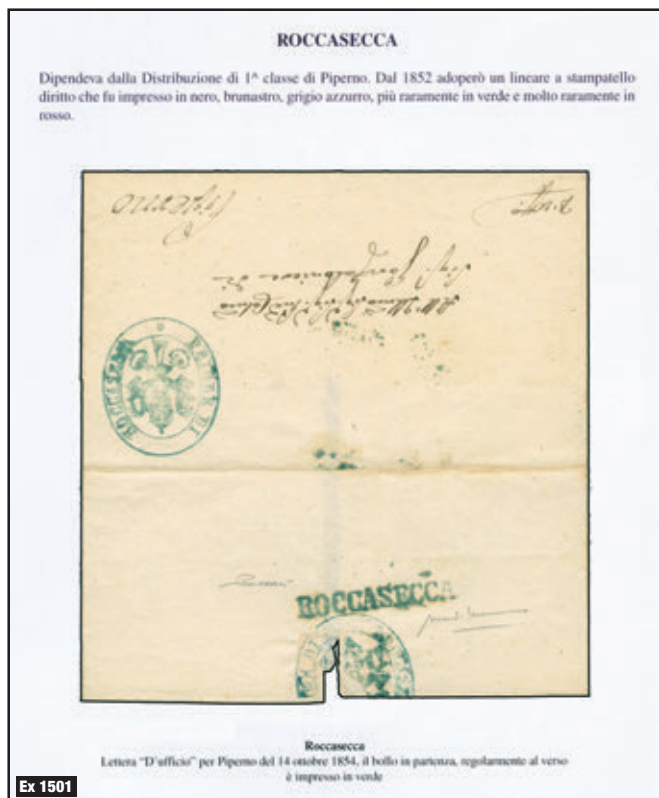 ROCCASECCA
Dipendeva dalla Distribuzione di 1^ classe di Piperno. Dal 1852 adoperò un lineare a stampatello
diritto che fu impresso in nero, brunastro, grigio azzurro, più raramente in verde e molto raramente in
rosso.
Piperno
ROCCASECCA
Roccasecca
Lettera “D’ufficio” per Piperno del 14 ottobre 1854, il bollo in partenza, regolarmente al verso
è impresso in verde
Ex 1501